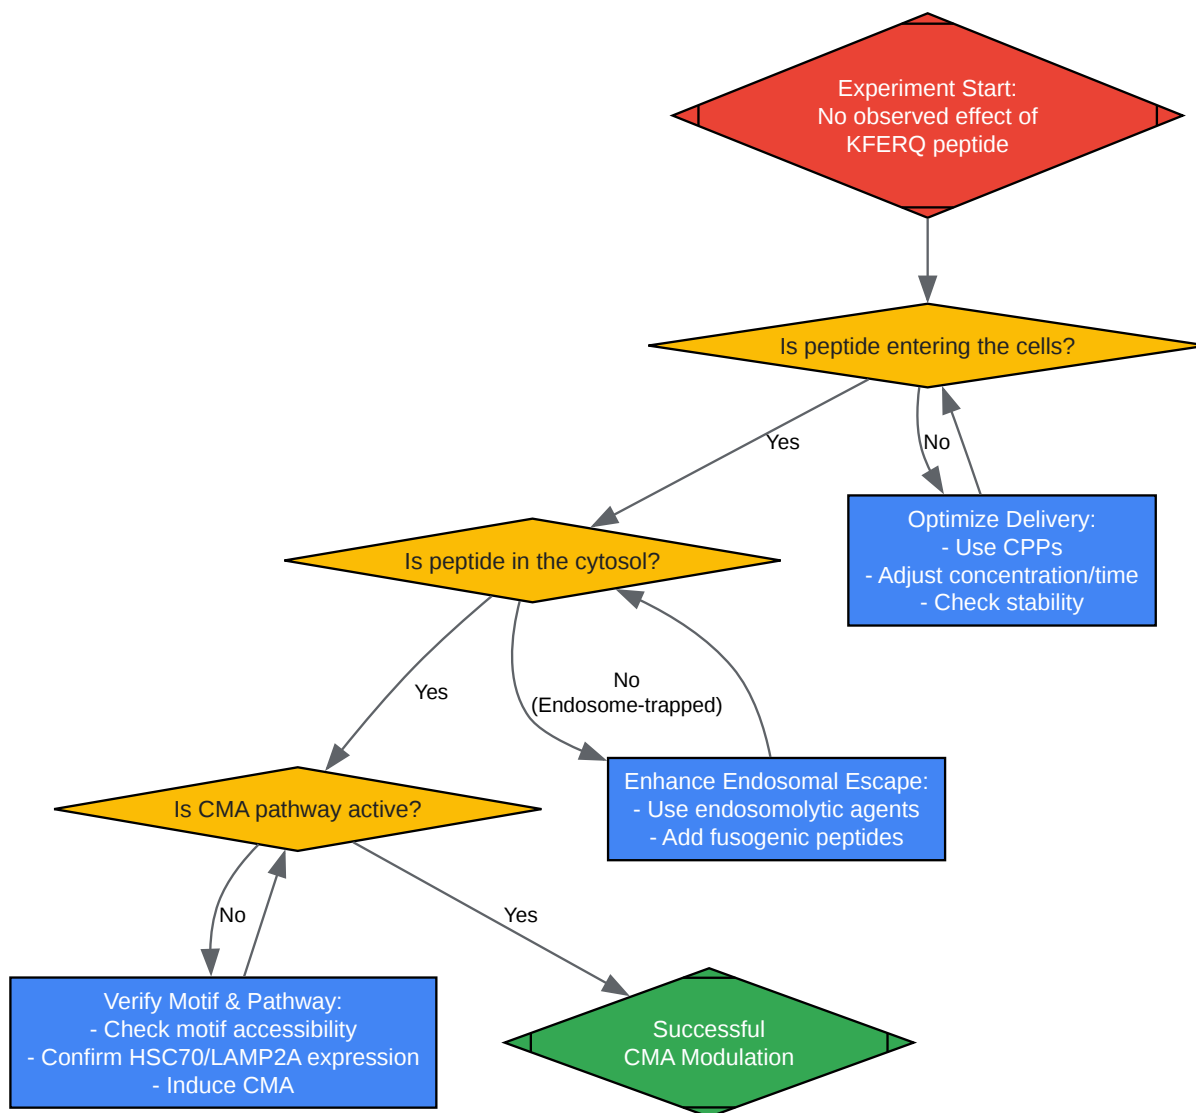 Experiment Start:
No observed effect of
KFERQ peptide
Is peptide entering the cells?
Yes
No
Optimize Delivery:
- Use CPPs
- Adjust concentration/time
- Check stability
Is peptide in the cytosol?
Yes
No
(Endosome-trapped)
Enhance Endosomal Escape:
- Use endosomolytic agents
- Add fusogenic peptides
Is CMA pathway active?
No
Yes
Verify Motif & Pathway:
- Check motif accessibility
- Confirm HSC70/LAMP2A expression
- Induce CMA
Successful
CMA Modulation